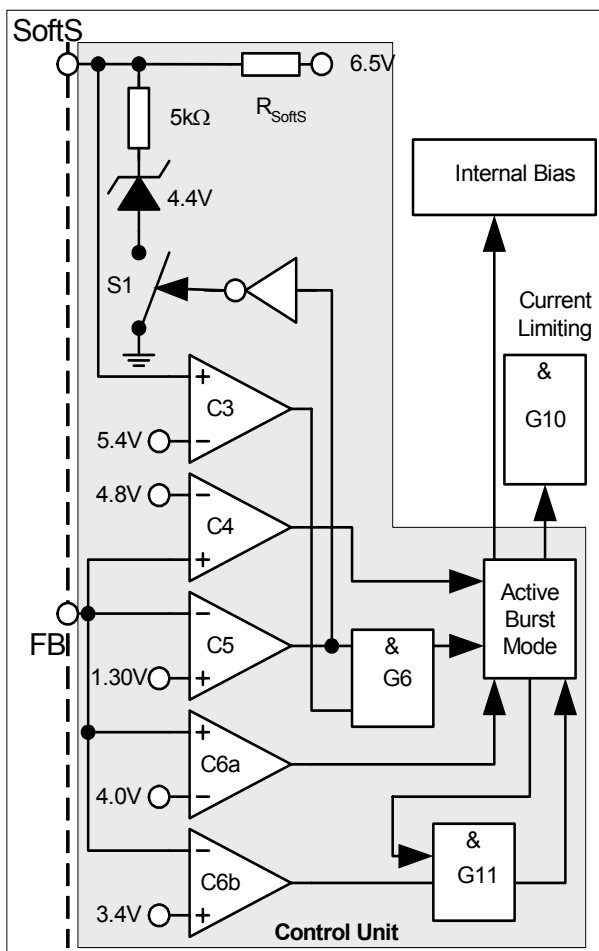 SoftS
6.5V
5kΩ
R_SoftS
4.4V
S1
Internal Bias
Current
Limiting
&
G10
+
C3
5.4V
−
4.8V
−
C4
+
FB
−
C5
1.30V
+
&
G6
Active
Burst
Mode
+
C6a
4.0V
−
−
C6b
3.4V
+
&
G11
Control Unit